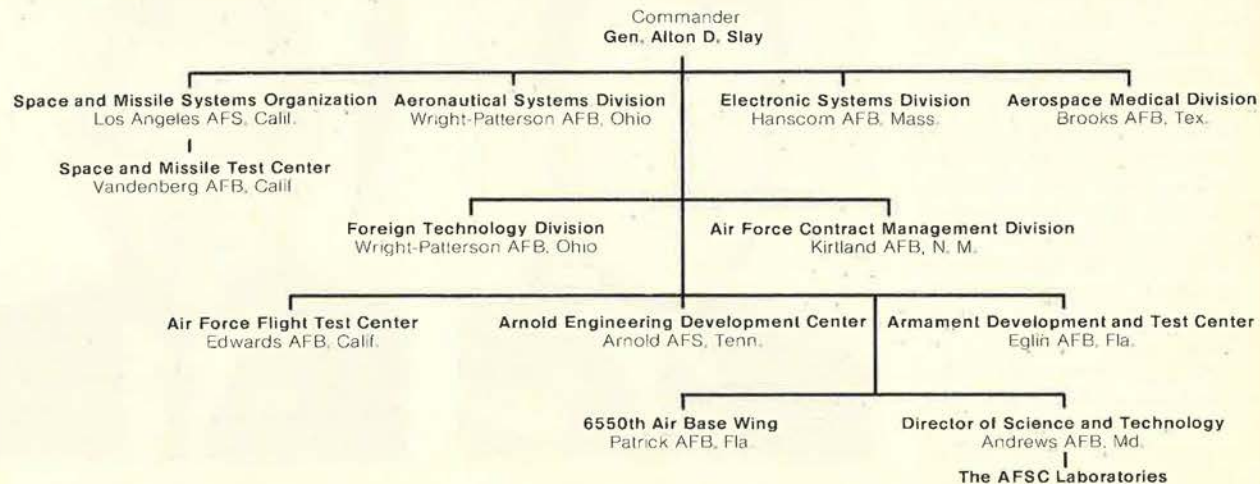 Commander
Gen. Alton D. Slay
Space and Missile Systems Organization
Los Angeles AFS, Calif.
Aeronautical Systems Division
Wright-Patterson AFB, Ohio
Electronic Systems Division
Hanscom AFB, Mass.
Aerospace Medical Division
Brooks AFB, Tex.
Space and Missile Test Center
Vandenberg AFB, Calif
Foreign Technology Division
Wright-Patterson AFB, Ohio
Air Force Contract Management Division
Kirtland AFB, N. M.
Air Force Flight Test Center
Edwards AFB, Calif.
Arnold Engineering Development Center
Arnold AFS, Tenn.
Armament Development and Test Center
Eglin AFB, Fla.
6550th Air Base Wing
Patrick AFB, Fla.
Director of Science and Technology
Andrews AFB, Md.
The AFSC Laboratories